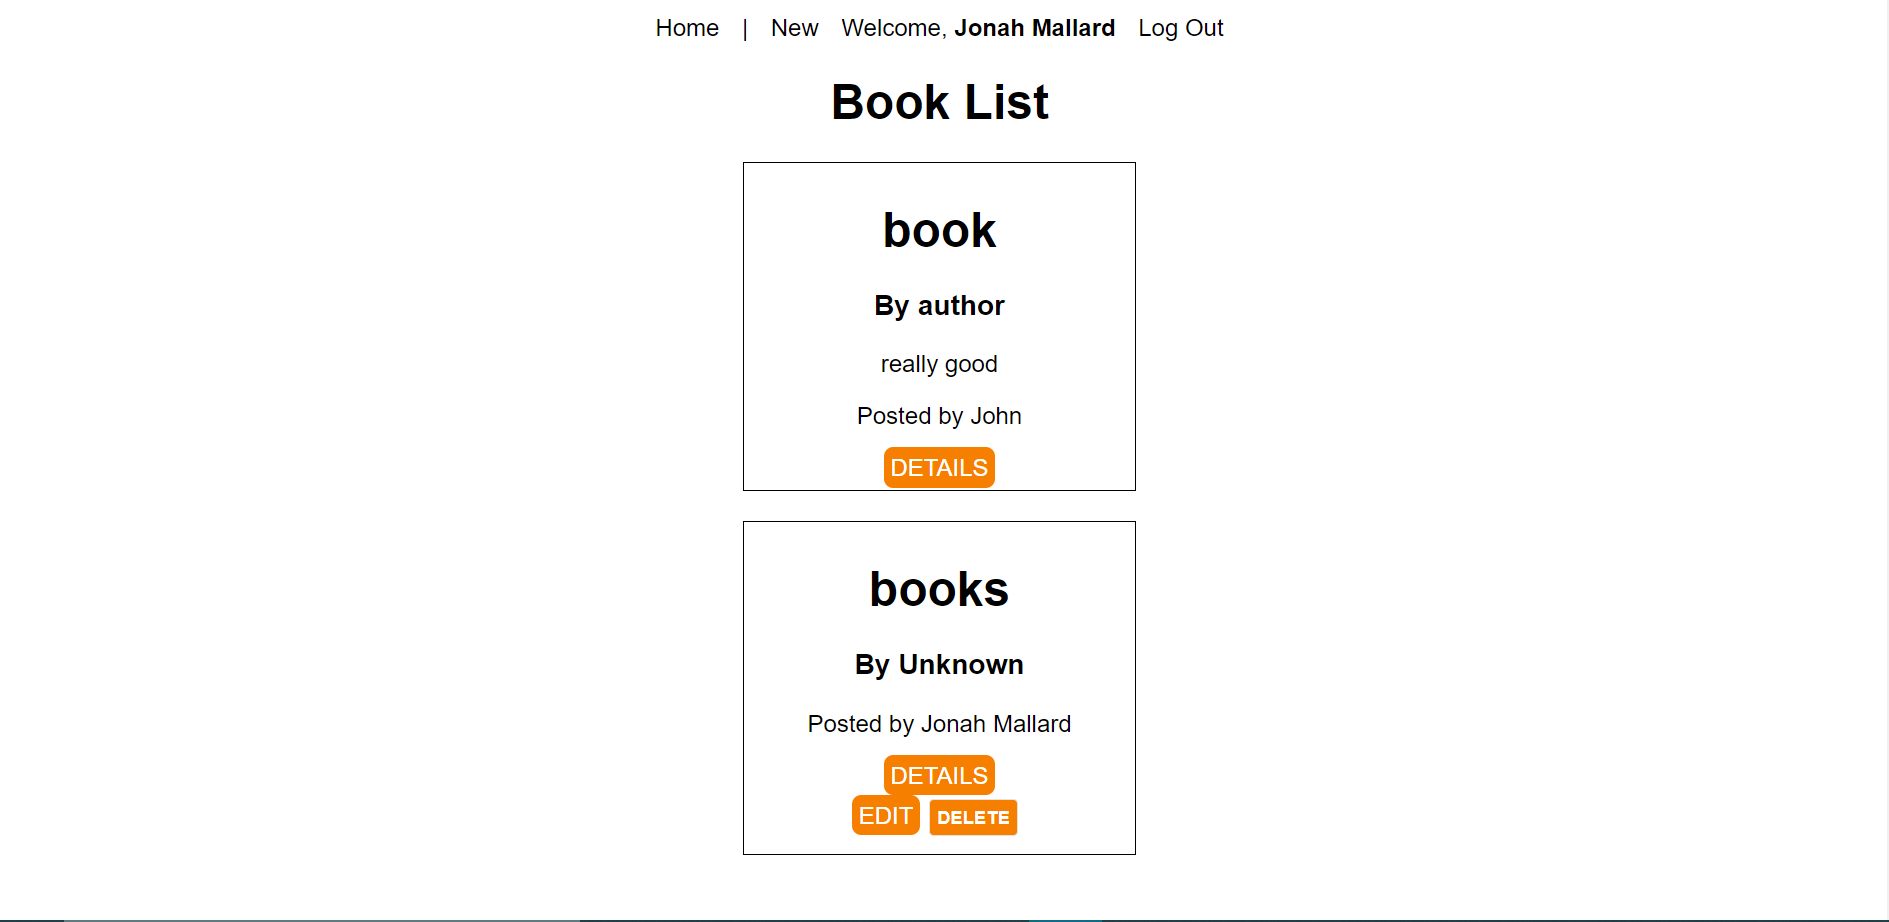 Home | New Welcome, Jonah Mallard Log Out
Book List
book
By author
really good
Posted by John
DETAILS
books
By Unknown
Posted by Jonah Mallard
DETAILS
EDIT DELETE